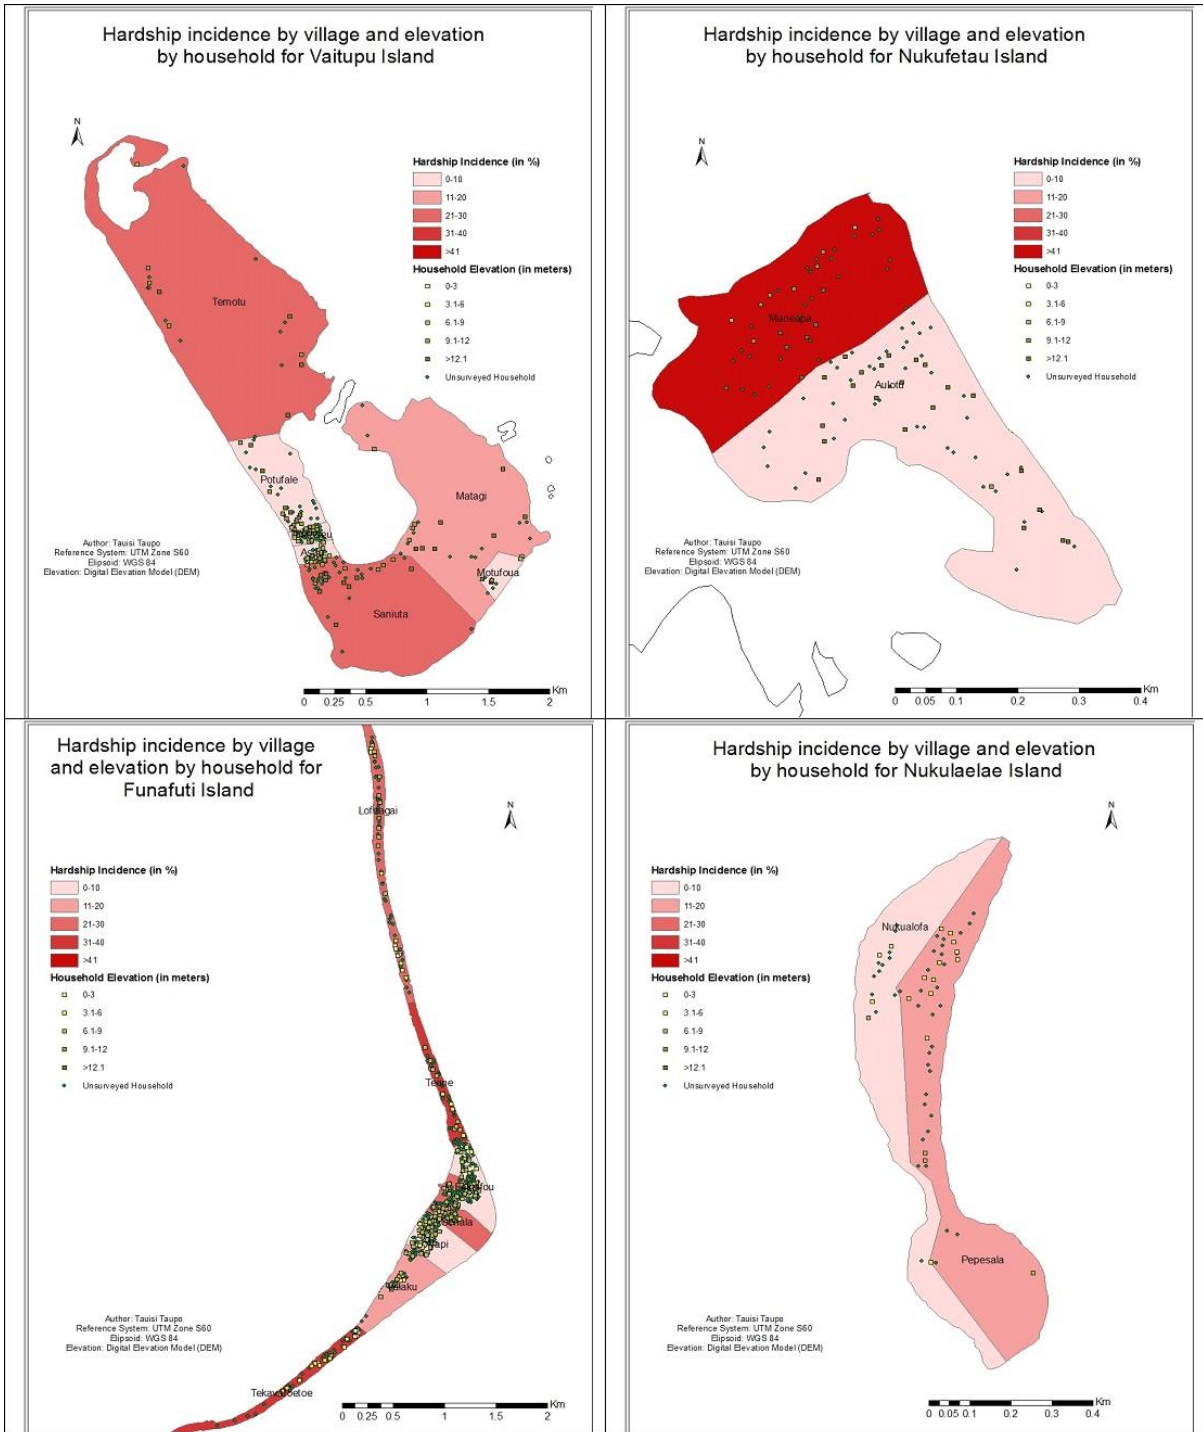 Hardship incidence by village and elevation
by household for Vaitupu Island
N
Hardship Incidence (in %)
0-10
11-20
21-30
31-40
>41
Household Elevation (in meters)
0-3
3.1-6
6.1-9
9.1-12
>12.1
Unsurveyed Household
Temotu
Potufale
Matagi
Motufoua
Saniuta
Author: Tauisi Taupo
Reference System: UTM Zone S60
Elipsoid: WGS 84
Elevation: Digital Elevation Model (DEM)
Km
0 0.25 0.5 1 1.5 2
Hardship incidence by village and elevation
by household for Nukufetau Island
N
Hardship Incidence (in %)
0-10
11-20
21-30
31-40
>41
Household Elevation (in meters)
0-3
3.1-6
6.1-9
9.1-12
>12.1
Unsurveyed Household
Maneapa
Aulotu
Author: Tauisi Taupo
Reference System: UTM Zone S60
Elipsoid: WGS 84
Elevation: Digital Elevation Model (DEM)
Km
0 0.05 0.1 0.2 0.3 0.4
Hardship incidence by village
and elevation by household for
Funafuti Island
N
Hardship Incidence (in %)
0-10
11-20
21-30
31-40
>41
Household Elevation (in meters)
0-3
3.1-6
6.1-9
9.1-12
>12.1
Unsurveyed Household
Teone
Author: Tauisi Taupo
Reference System: UTM Zone S60
Elipsoid: WGS 84
Elevation: Digital Elevation Model (DEM)
Km
0 0.25 0.5 1 1.5 2
Hardship incidence by village and elevation
by household for Nukulaelae Island
N
Hardship Incidence (in %)
0-10
11-20
21-30
31-40
>41
Household Elevation (in meters)
0-3
3.1-6
6.1-9
9.1-12
>12.1
Unsurveyed Household
Nukualofa
Pepesala
Author: Tauisi Taupo
Reference System: UTM Zone S60
Elipsoid: WGS 84
Elevation: Digital Elevation Model (DEM)
Km
0 0.05 0.1 0.2 0.3 0.4